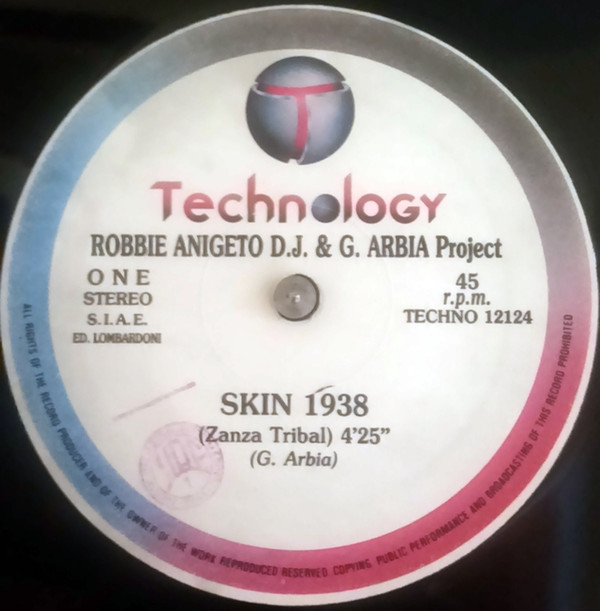 T
Technology
ROBBIE ANIGETO D.J. & G. ARBIA Project
ONE
STEREO
S.I.A.E.
ED. LOMBARDONI
45
r.p.m.
TECHNO 12124
SKIN 1938
(Zanza Tribal) 4'25"
(G. Arbia)
ALL RIGHTS OF THE RECORD PRODUCER AND OF THE OWNER OF THE WORK REPRODUCED RESERVED COPYING PUBLIC PERFORMANCE AND BROADCASTING OF THIS RECORD PROHIBITED